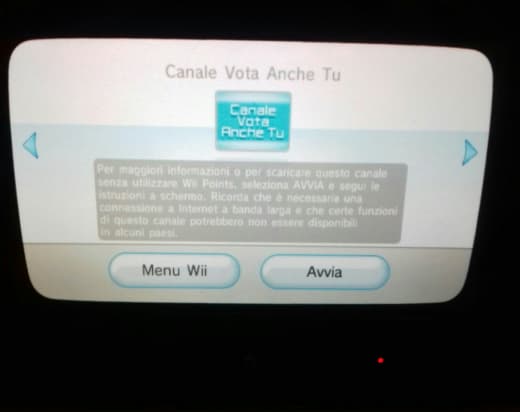 Canale Vota Anche Tu
Canale
Vota
Anche Tu
Per maggiori informazioni o per scaricare questo canale
senza utilizzare Wii Points, seleziona AVVIA e segui le
istruzioni a schermo. Ricorda che è necessaria una
connessione a Internet a banda larga e che certe funzioni
di questo canale potrebbero non essere disponibili
in alcuni paesi.
Menu Wii
Avvia